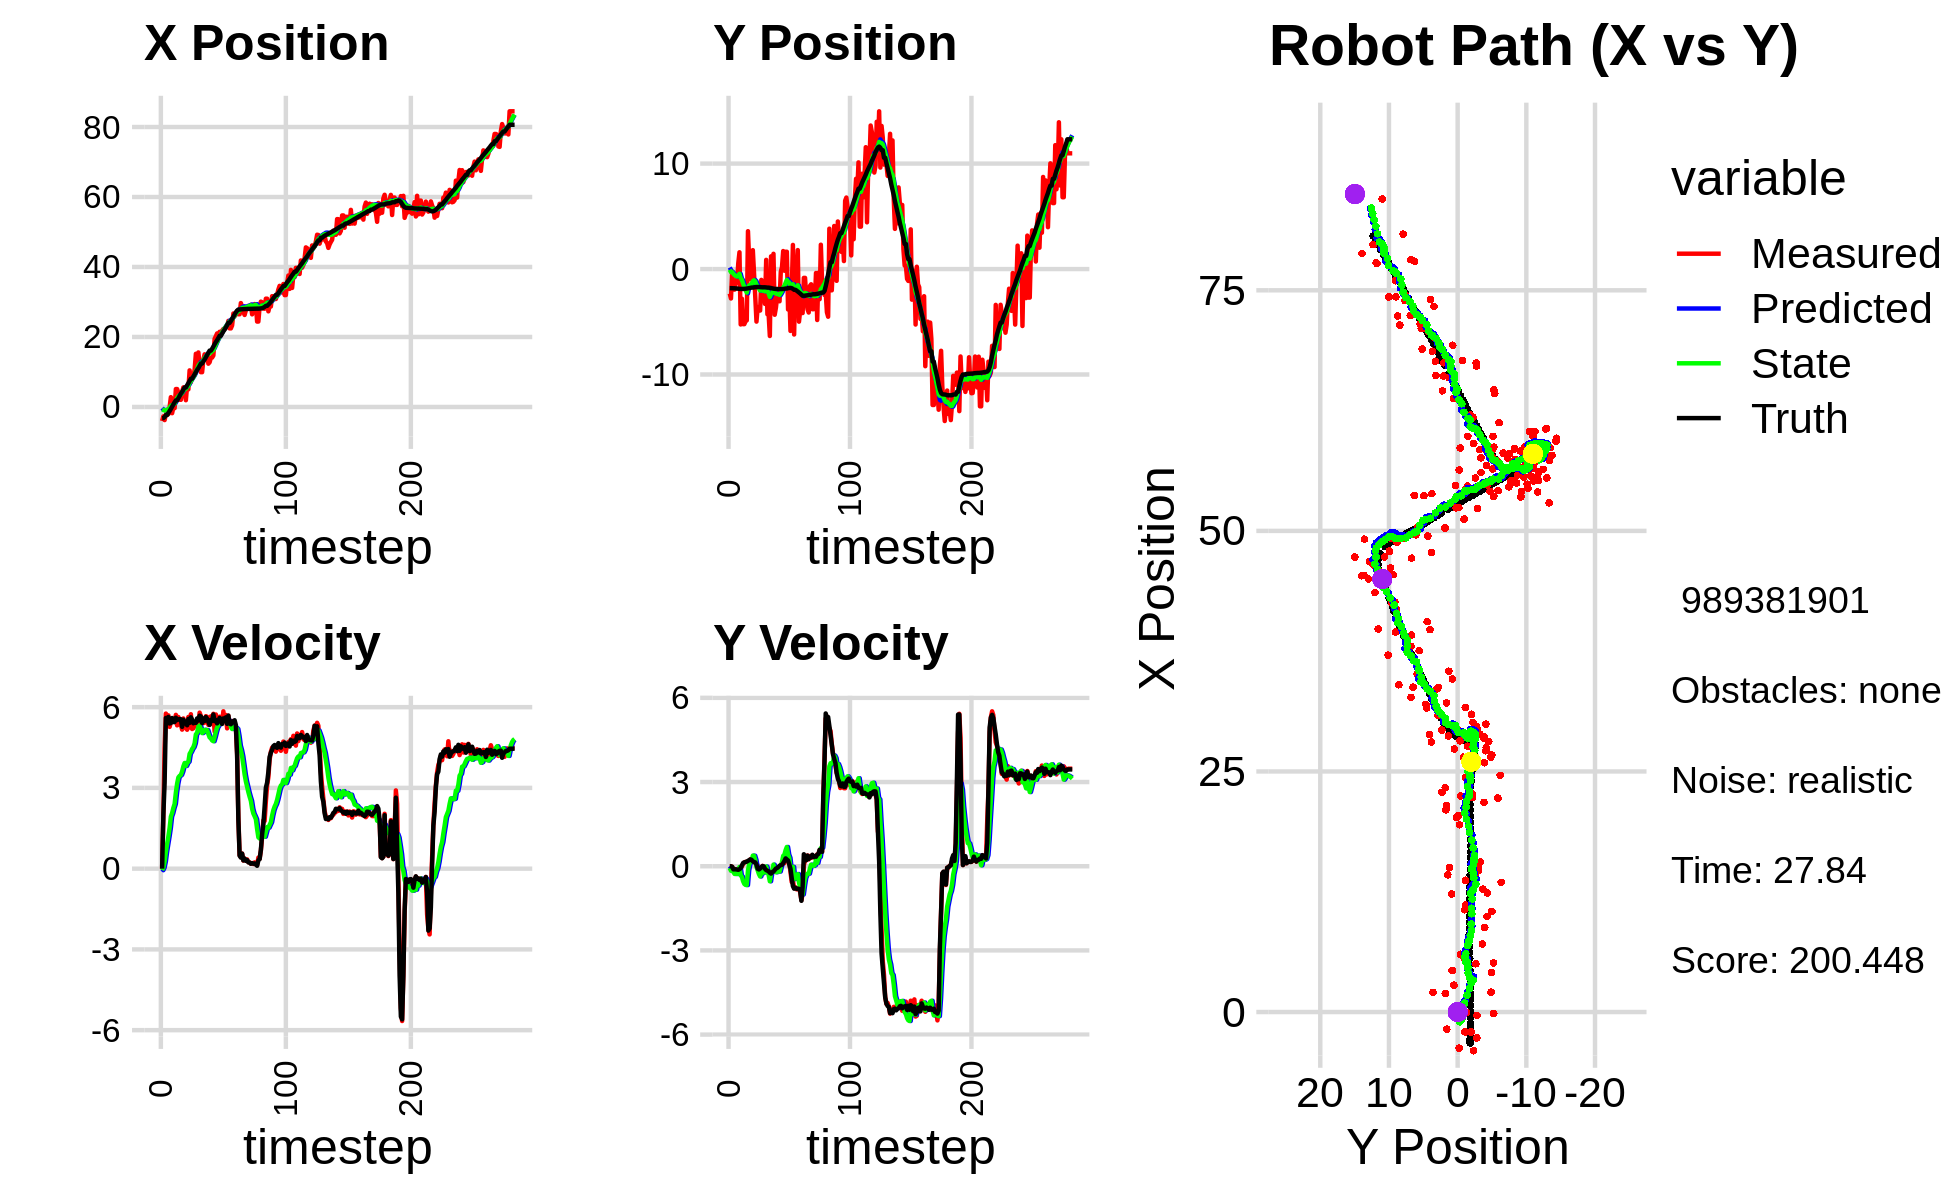 X Position
80
60
40
20
0
0
100
200
timestep
Y Position
10
0
-10
0
100
200
timestep
X Velocity
6
3
0
-3
-6
0
100
200
timestep
Y Velocity
6
3
0
-3
-6
0
100
200
timestep
Robot Path (X vs Y)
X Position
75
50
25
0
20 10 0 -10 -20
Y Position
variable
Measured
Predicted
State
Truth
989381901
Obstacles: none
Noise: realistic
Time: 27.84
Score: 200.448